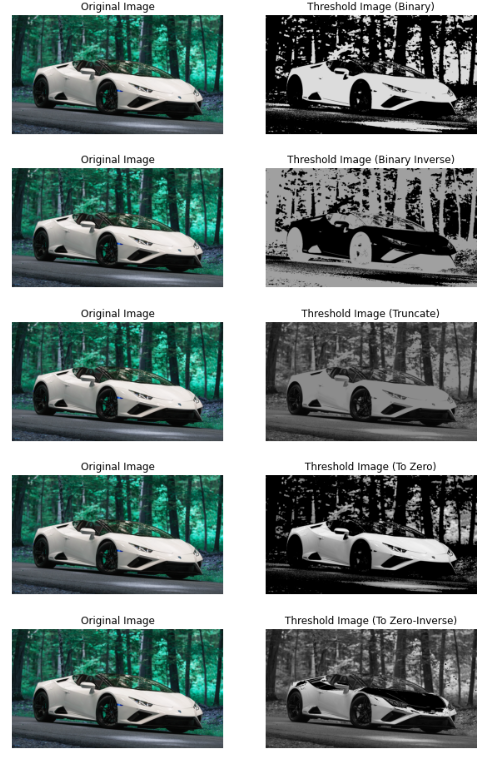 Original Image
Threshold Image (Binary)
Original Image
Threshold Image (Binary Inverse)
Original Image
Threshold Image (Truncate)
Original Image
Threshold Image (To Zero)
Original Image
Threshold Image (To Zero-Inverse)